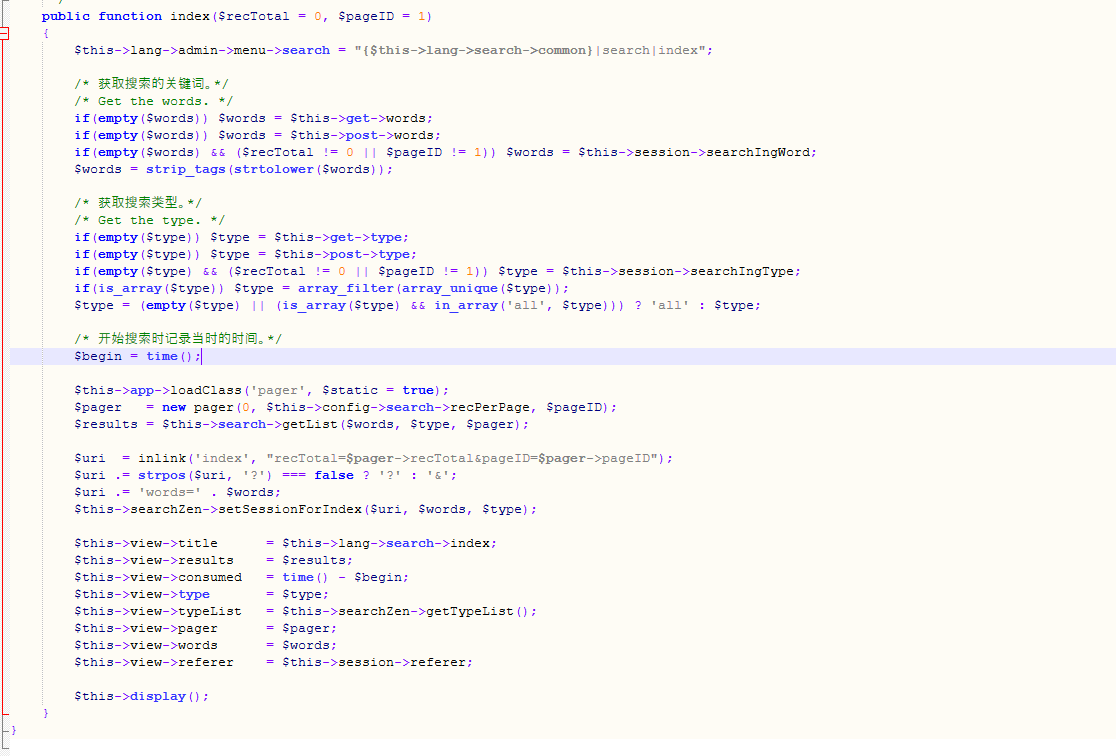 public function index($recTotal = 0, $pageID = 1)
{
$this->lang->admin->menu->search = "{$this->lang->search->common}|search|index";
/* 获取搜索的关键词。*/
/* Get the words. */
if(empty($words)) $words = $this->get->words;
if(empty($words)) $words = $this->post->words;
if(empty($words) && ($recTotal != 0 || $pageID != 1)) $words = $this->session->searchIngWord;
$words = strip_tags(strtolower($words));
/* 获取搜索类型。*/
/* Get the type. */
if(empty($type)) $type = $this->get->type;
if(empty($type)) $type = $this->post->type;
if(empty($type) && ($recTotal != 0 || $pageID != 1)) $type = $this->session->searchIngType;
if(is_array($type)) $type = array_filter(array_unique($type));
$type = (empty($type) || (is_array($type) && in_array('all', $type))) ? 'all' : $type;
/* 开始搜索时记录当时的时间。*/
$begin = time();
$this->app->loadClass('pager', $static = true);
$pager   = new pager(0, $this->config->search->recPerPage, $pageID);
$results = $this->search->getList($words, $type, $pager);
$uri  = inlink('index', "recTotal=$pager->recTotal&pageID=$pager->pageID");
$uri .= strpos($uri, '?') === false ? '?' : '&';
$uri .= 'words=' . $words;
$this->searchZen->setSessionForIndex($uri, $words, $type);
$this->view->title      = $this->lang->search->index;
$this->view->results    = $results;
$this->view->consumed   = time() - $begin;
$this->view->type       = $type;
$this->view->typeList   = $this->searchZen->getTypeList();
$this->view->pager      = $pager;
$this->view->words      = $words;
$this->view->referer    = $this->session->referer;
$this->display();
}
}